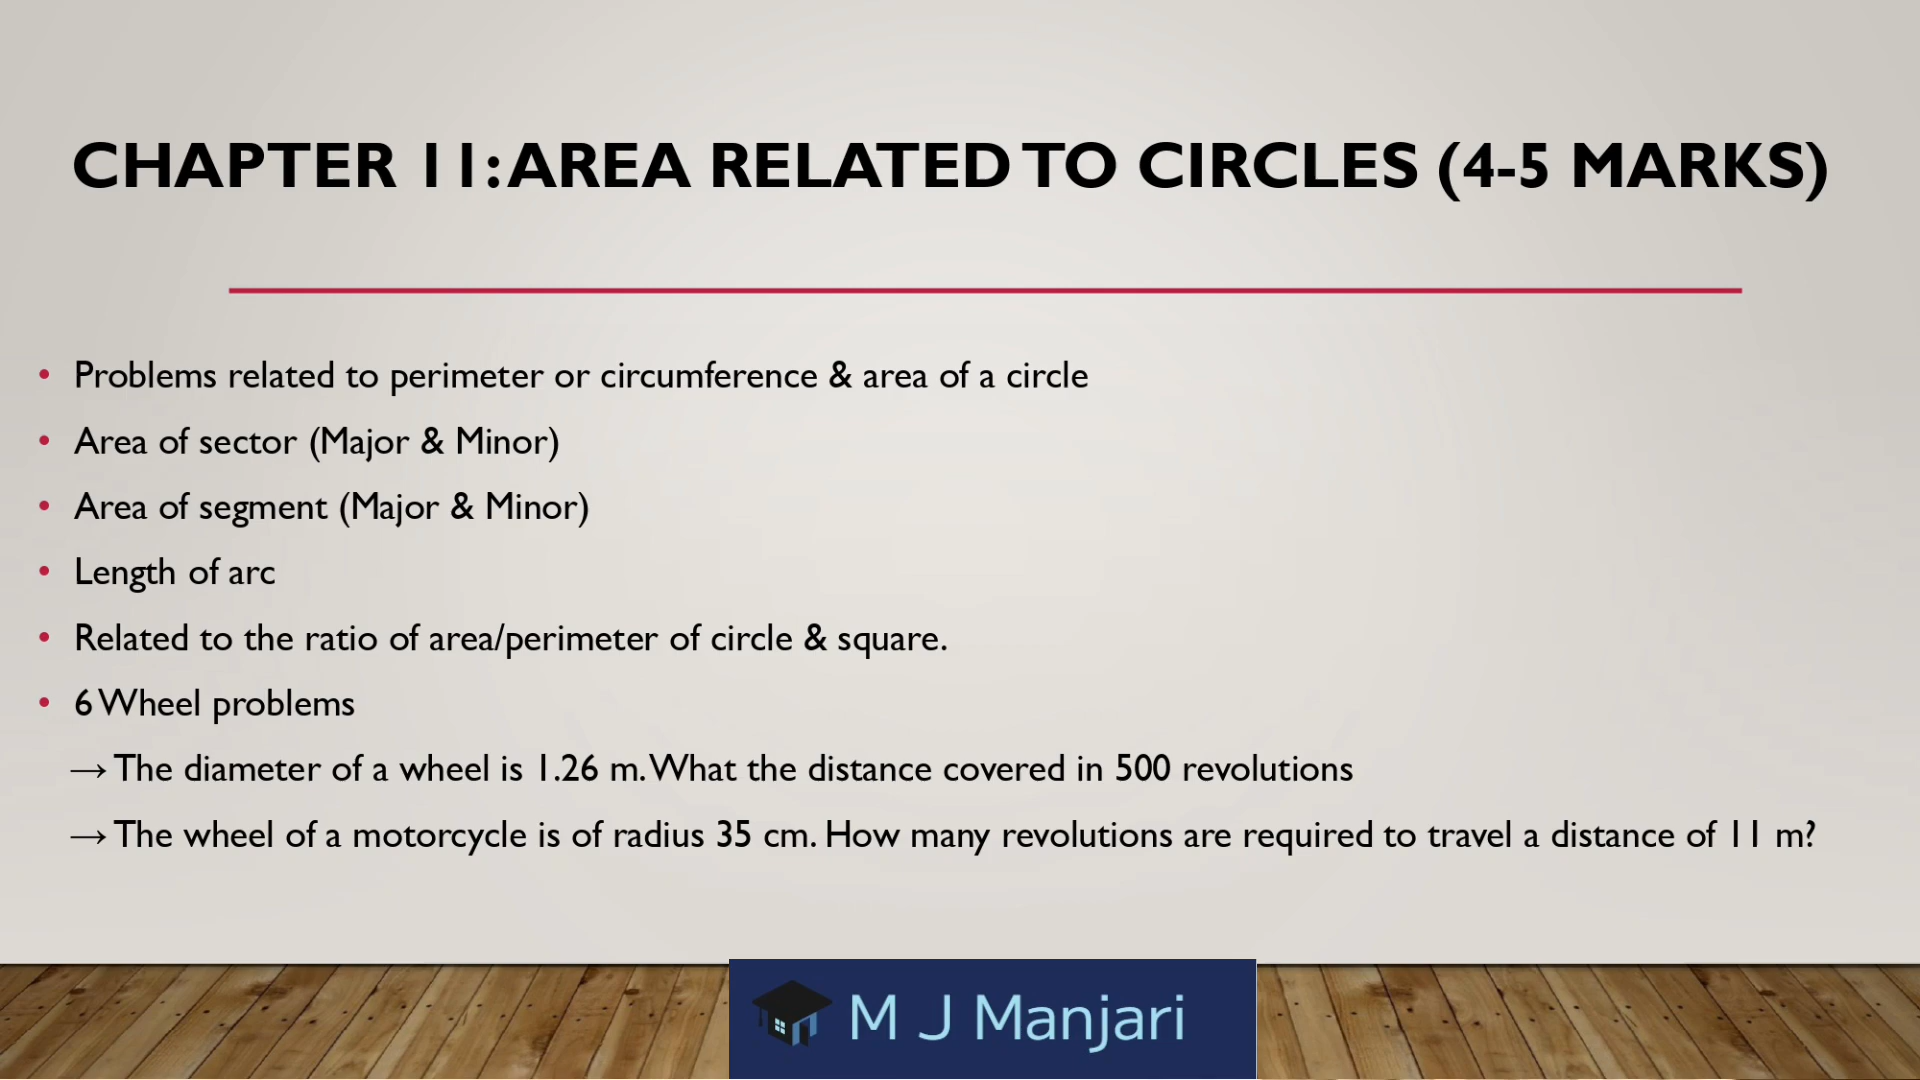 CHAPTER 11: AREA RELATED TO CIRCLES (4-5 MARKS)
• Problems related to perimeter or circumference & area of a circle
• Area of sector (Major & Minor)
• Area of segment (Major & Minor)
• Length of arc
• Related to the ratio of area/perimeter of circle & square.
• 6 Wheel problems
→ The diameter of a wheel is 1.26 m. What the distance covered in 500 revolutions
→ The wheel of a motorcycle is of radius 35 cm. How many revolutions are required to travel a distance of 11 m?
M J Manjari